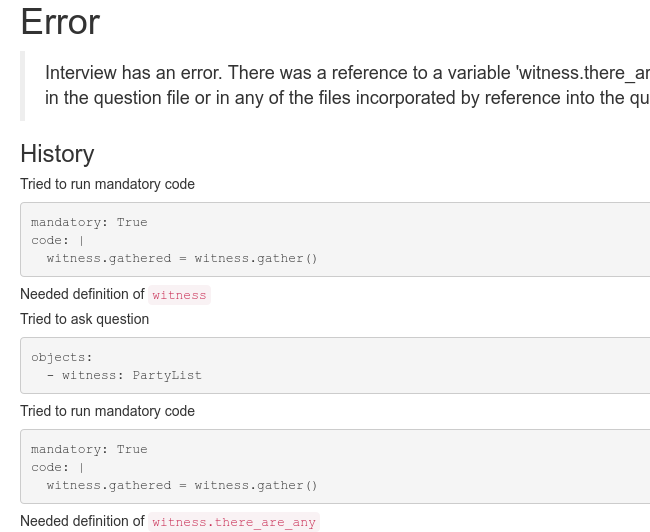 Error
Interview has an error. There was a reference to a variable 'witness.there_ar
in the question file or in any of the files incorporated by reference into the qu
History
Tried to run mandatory code
mandatory: True
code: |
  witness.gathered = witness.gather()
Needed definition of witness
Tried to ask question
objects:
  - witness: PartyList
Tried to run mandatory code
mandatory: True
code: |
  witness.gathered = witness.gather()
Needed definition of witness.there_are_any